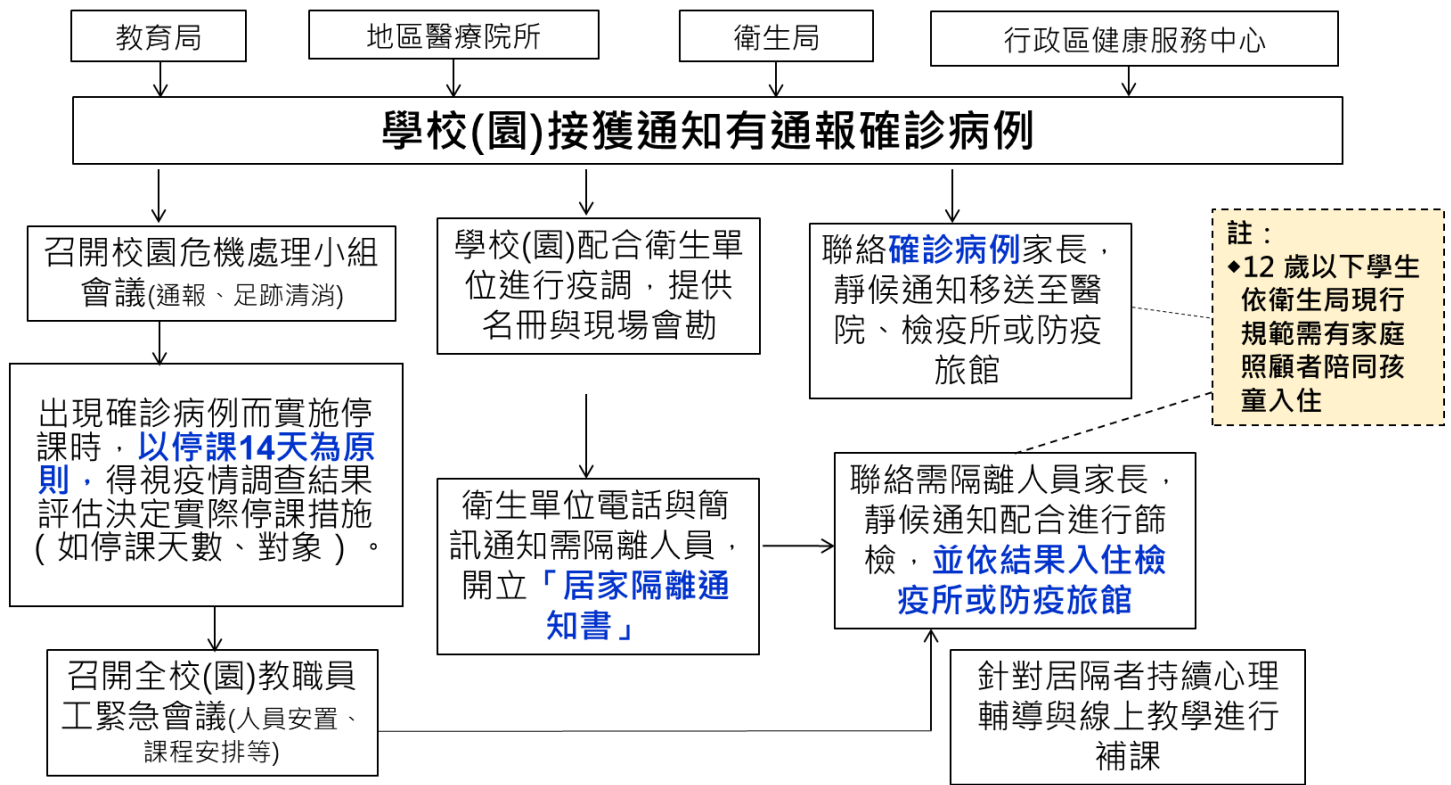 教育局
地區醫療院所
衛生局
行政區健康服務中心
學校(園)接獲通知有通報確診病例
召開校園危機處理小組
會議(通報、足跡清消)
學校(園)配合衛生單
位進行疫調，提供
名冊與現場會勘
聯絡確診病例家長，
靜候通知移送至醫
院、檢疫所或防疫
旅館
註：
◆12 歲以下學生
依衛生局現行
規範需有家庭
照顧者陪同孩
童入住
出現確診病例而實施停
課時，以停課14天為原
則，得視疫情調查結果
評估決定實際停課措施
(如停課天數、對象)。
衛生單位電話與簡
訊通知需隔離人員，
開立「居家隔離通
知書」
聯絡需隔離人員家長，
靜候通知配合進行篩
檢，並依結果入住檢
疫所或防疫旅館
召開全校(園)教職員
工緊急會議(人員安置、
課程安排等)
針對居隔者持續心理
輔導與線上教學進行
補課